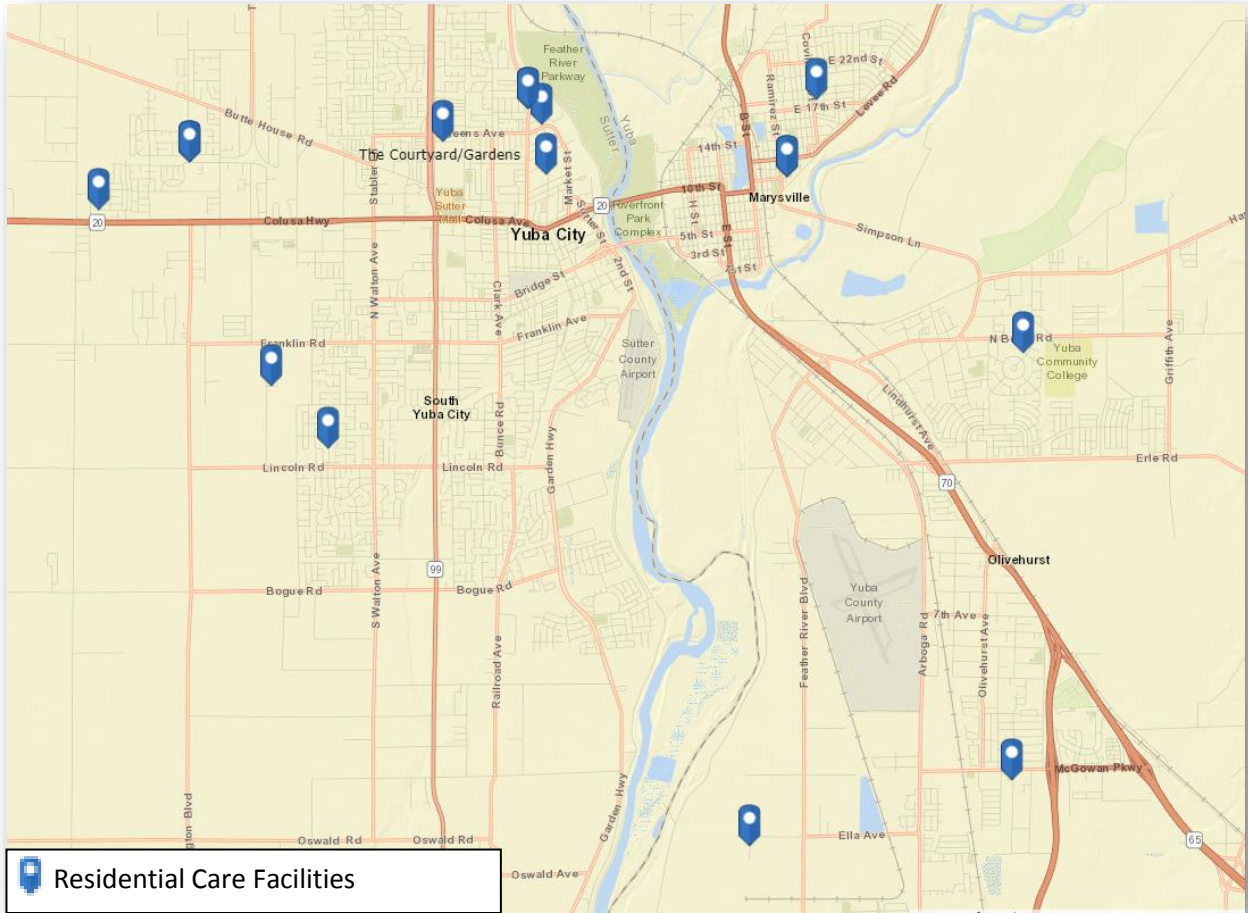 Feather
River
Parkway
E 22nd St
E 17th St
Levee Rd
Ramirez St
B St
Butte House Rd
Yuba
Sutter
14th St
The Courtyard/Gardens
Market St
10th St
Marysville
20
Colusa Hwy
Yuba
Sutter
Colusa Ave
20
Riverfront
Park
Complex
H St
E St
Yuba City
Sutter St
5th St
3rd St
Simpson Ln
2nd St
N Walton Ave
Bridge St
Clark Ave
Franklin Ave
Franklin Rd
Sutter
County
Airport
Yuba
Community
College
Griffith Ave
South
Yuba City
Bunce Rd
Garden Hwy
Lindhurst Ave
Lincoln Rd
Lincoln Rd
Erle Rd
70
Olivehurst
99
Bogue Rd
Bogue Rd
S Walton Ave
Feather River Blvd
Yuba
County
Airport
7th Ave
Arboga Rd
Olivehurst Ave
Railroad Ave
McGowan Pkwy
Garden Hwy
Oswald Rd
Oswald Rd
Ella Ave
65
Oswald Ave
Residential Care Facilities